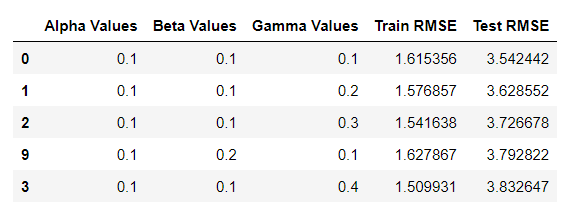 Alpha Values Beta Values Gamma Values Train RMSE Test RMSE
0 0.1 0.1 0.1 1.615356 3.542442
1 0.1 0.1 0.2 1.576857 3.628552
2 0.1 0.1 0.3 1.541638 3.726678
9 0.1 0.2 0.1 1.627867 3.792822
3 0.1 0.1 0.4 1.509931 3.832647